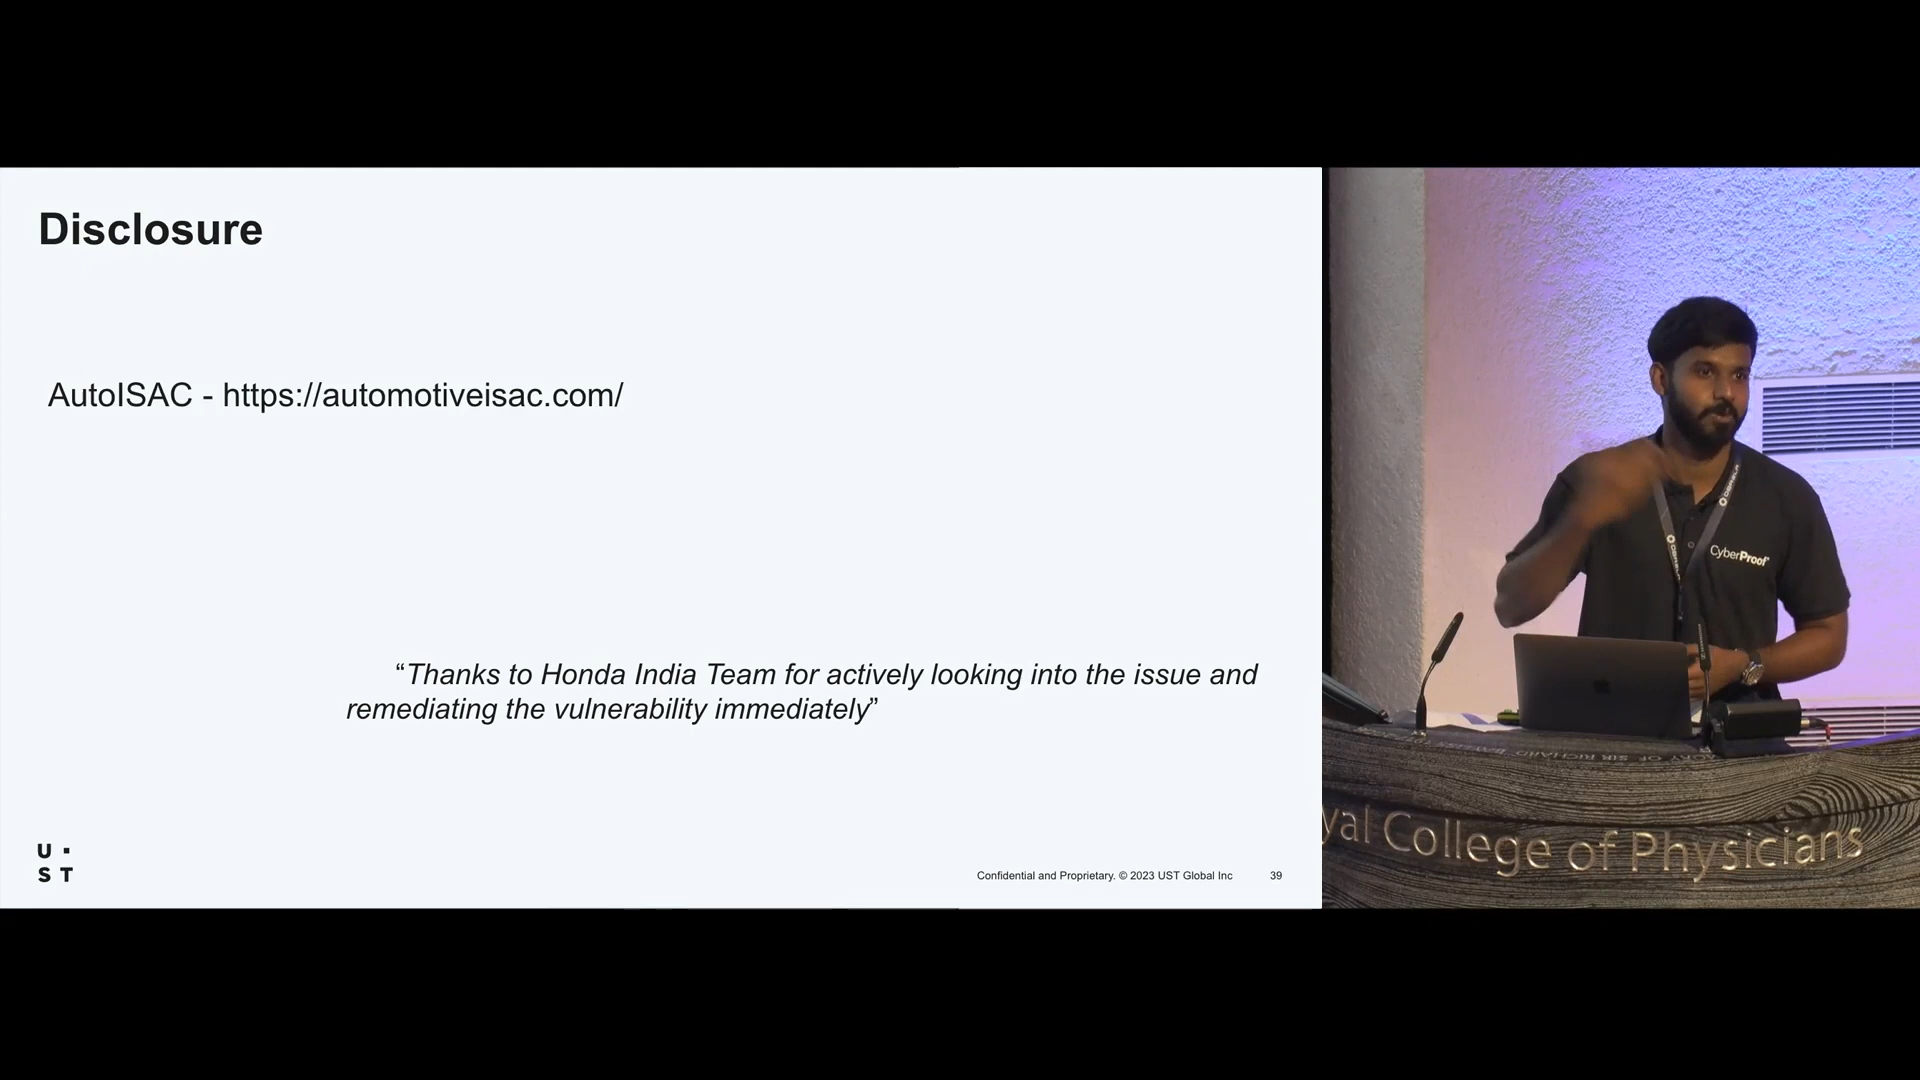 Disclosure
AutoISAC - https://automotiveisac.com/
“Thanks to Honda India Team for actively looking into the issue and
remediating the vulnerability immediately”
U ·
S T
Confidential and Proprietary. © 2023 UST Global Inc 39
CyberProof
yal College of Physicians